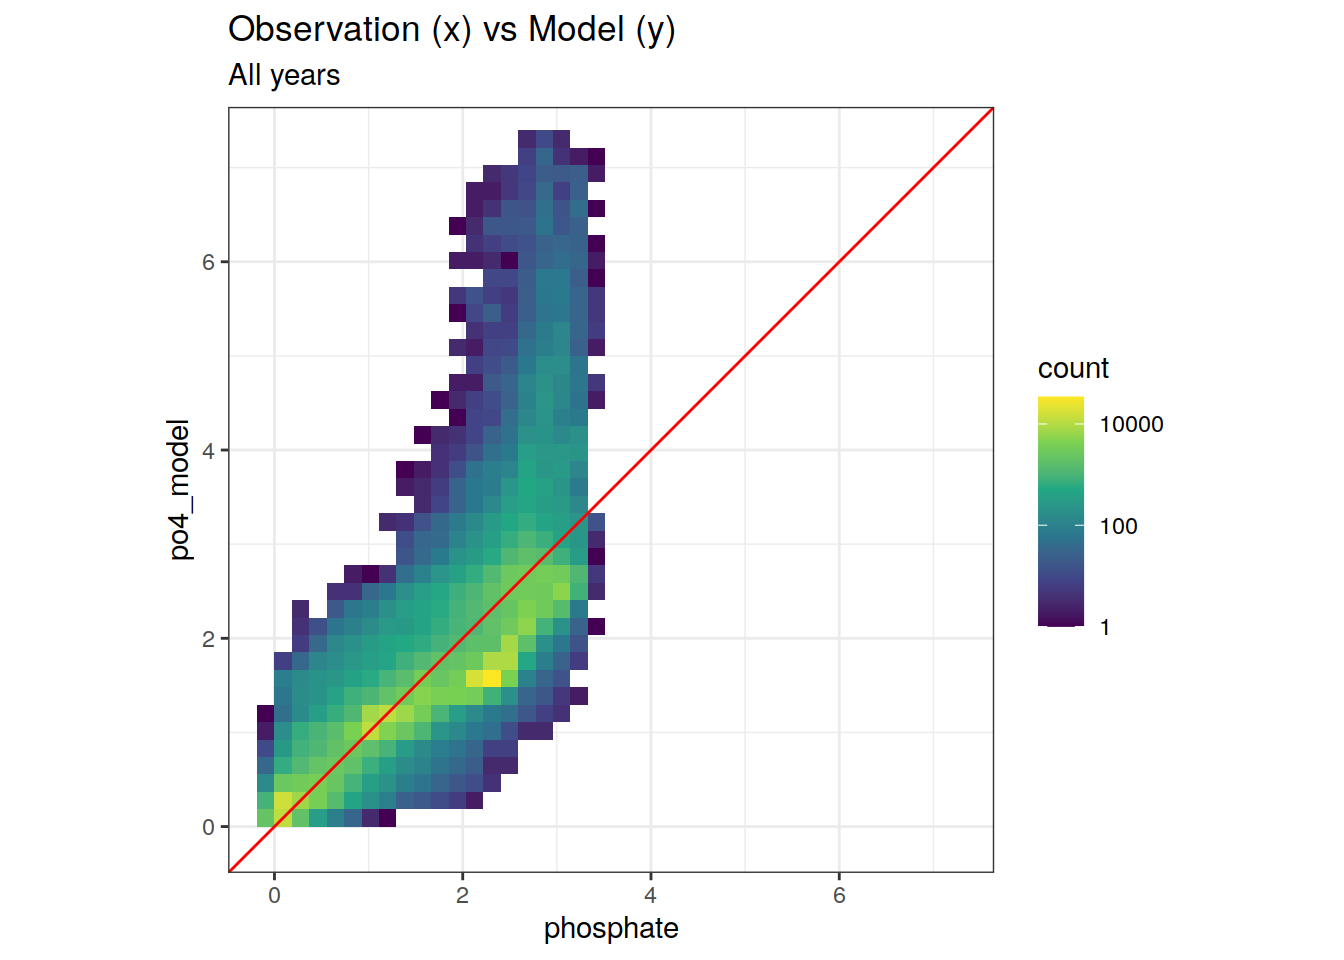 Observation (x) vs Model (y)
All years
po4_model
6
4
2
0
0 2 4 6
phosphate
count
10000
100
1